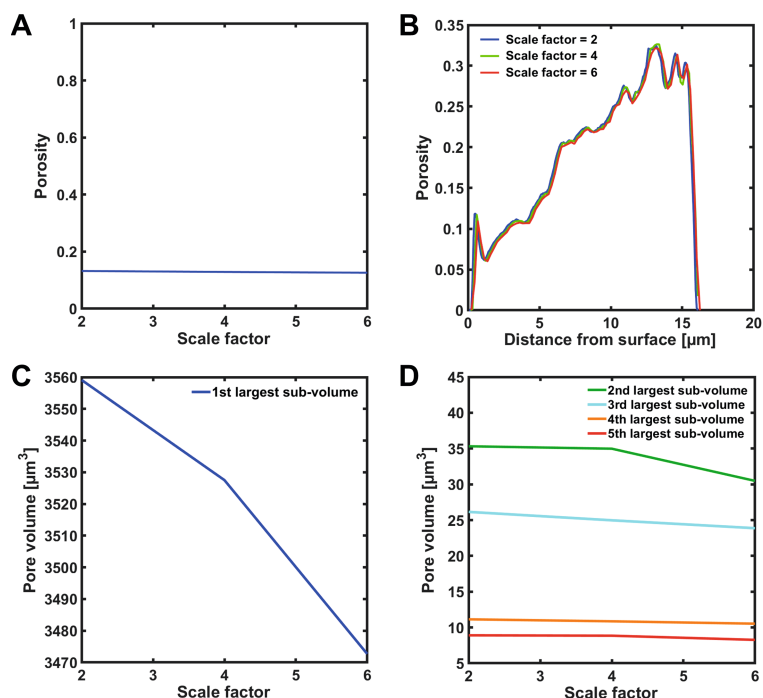 A
Porosity
1
0.8
0.6
0.4
0.2
0
2
3
4
5
6
Scale factor
B
Porosity
0.35
0.3
0.25
0.2
0.15
0.1
0.05
0
Scale factor = 2
Scale factor = 4
Scale factor = 6
0
5
10
15
20
Distance from surface [µm]
C
Pore volume [µm³]
3560
3550
3540
3530
3520
3510
3500
3490
3480
3470
1st largest sub-volume
2
3
4
5
6
Scale factor
D
Pore volume [µm³]
45
40
35
30
25
20
15
10
5
2nd largest sub-volume
3rd largest sub-volume
4th largest sub-volume
5th largest sub-volume
2
3
4
5
6
Scale factor